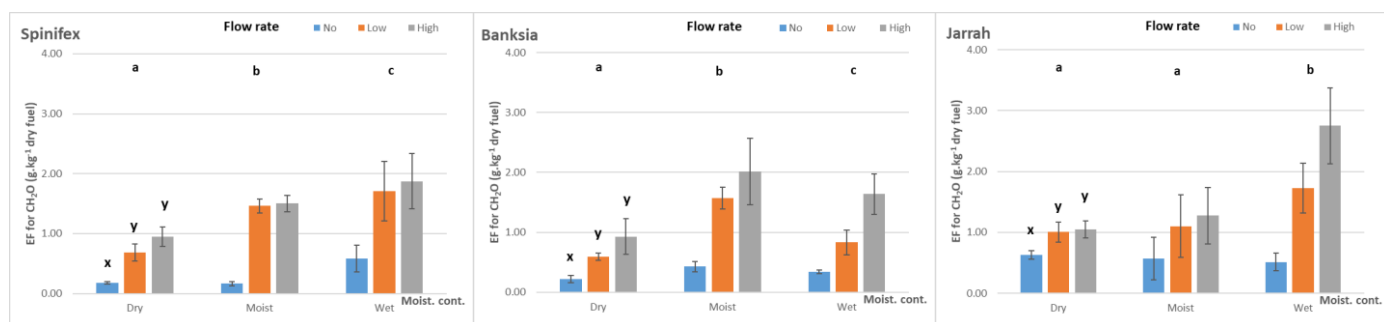 Spinifex
Flow rate
No Low High
4.00
a b c
3.00
2.00
1.00
0.00
EF for CH₂O (g.kg⁻¹ dry fuel)
x y y
Dry Moist Wet
Moist. cont.
Banksia
Flow rate
No Low High
4.00
a b c
3.00
2.00
1.00
0.00
EF for CH₂O (g.kg⁻¹ dry fuel)
x y y
Dry Moist Wet
Moist. cont.
Jarrah
Flow rate
No Low High
4.00
a a b
3.00
2.00
1.00
0.00
EF for CH₂O (g.kg⁻¹ dry fuel)
x y y
Dry Moist Wet
Moist. cont.